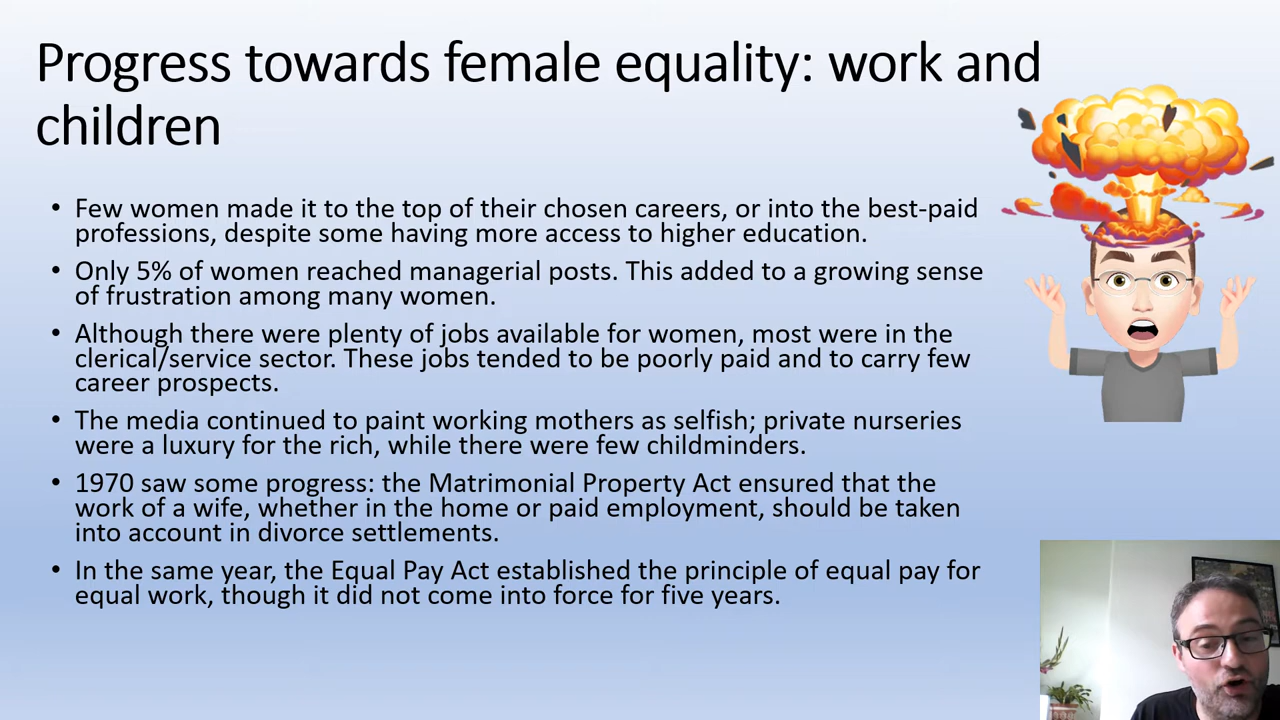 Progress towards female equality: work and
children
• Few women made it to the top of their chosen careers, or into the best-paid
professions, despite some having more access to higher education.
• Only 5% of women reached managerial posts. This added to a growing sense
of frustration among many women.
• Although there were plenty of jobs available for women, most were in the
clerical/service sector. These jobs tended to be poorly paid and to carry few
career prospects.
• The media continued to paint working mothers as selfish; private nurseries
were a luxury for the rich, while there were few childminders.
• 1970 saw some progress: the Matrimonial Property Act ensured that the
work of a wife, whether in the home or paid employment, should be taken
into account in divorce settlements.
• In the same year, the Equal Pay Act established the principle of equal pay for
equal work, though it did not come into force for five years.